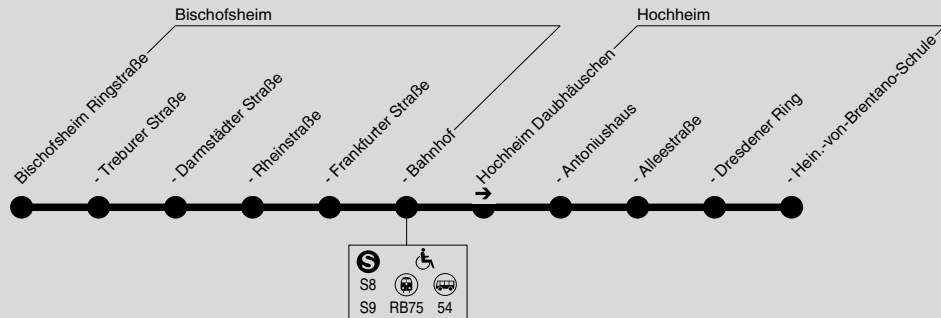 Bischofsheim
Hochheim
Bischofsheim Ringstraße
- Treburer Straße
- Darmstädter Straße
- Rheinstraße
- Frankfurter Straße
- Bahnhof
Hochheim Daubhäuschen
- Antoniushaus
- Alleestraße
- Dresdener Ring
- Hein.-von-Brentano-Schule
S
S8
S9 RB75 54